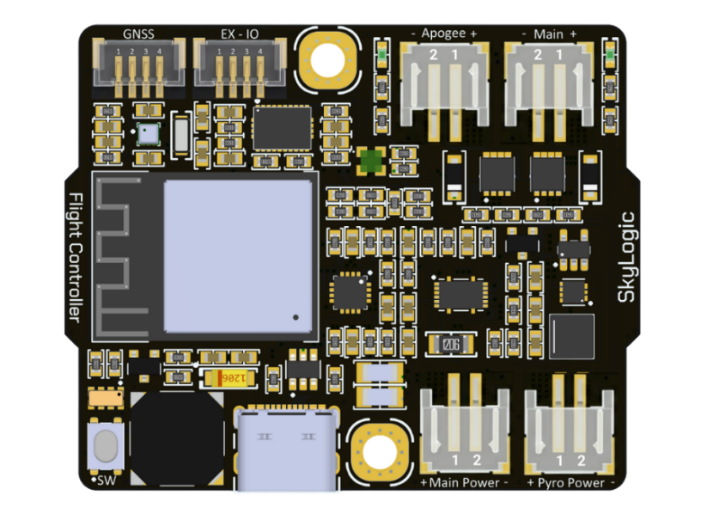 GNSS
EX - IO
- Apogee +
- Main +
1 2 3 4
1 2 3 4
2 1
2 1
Flight Controller
SkyLogic
1206
1 2
1 2
SW
+ Main Power -
+ Pyro Power -